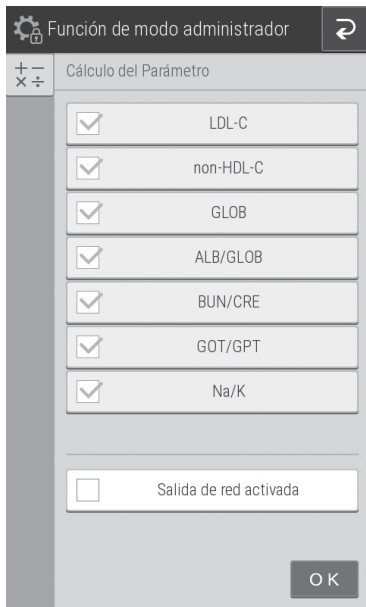 Función de modo administrador
Cálculo del Parámetro
LDL-C
non-HDL-C
GLOB
ALB/GLOB
BUN/CRE
GOT/GPT
Na/K
Salida de red activada
OK